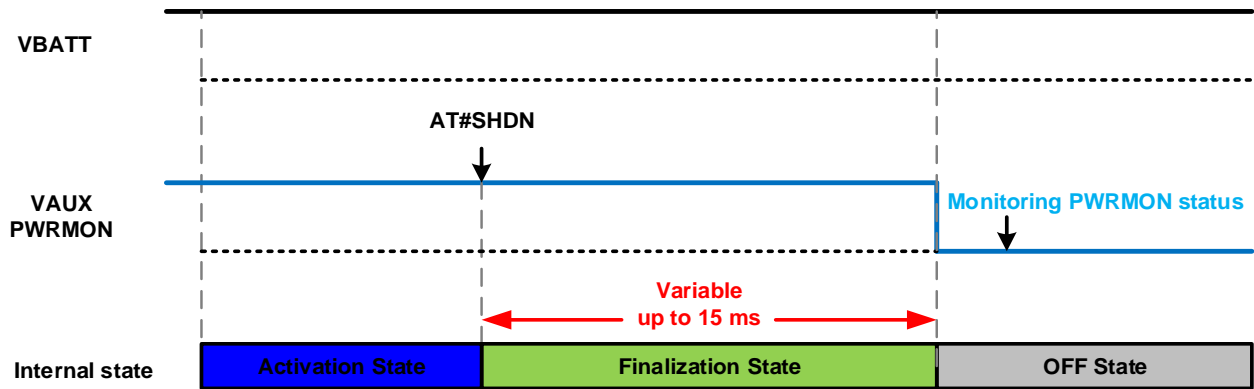 VBATT
AT#SHDN
VAUX
PWRMON
Monitoring PWRMON status
Variable
up to 15 ms
Internal state
Activation State
Finalization State
OFF State